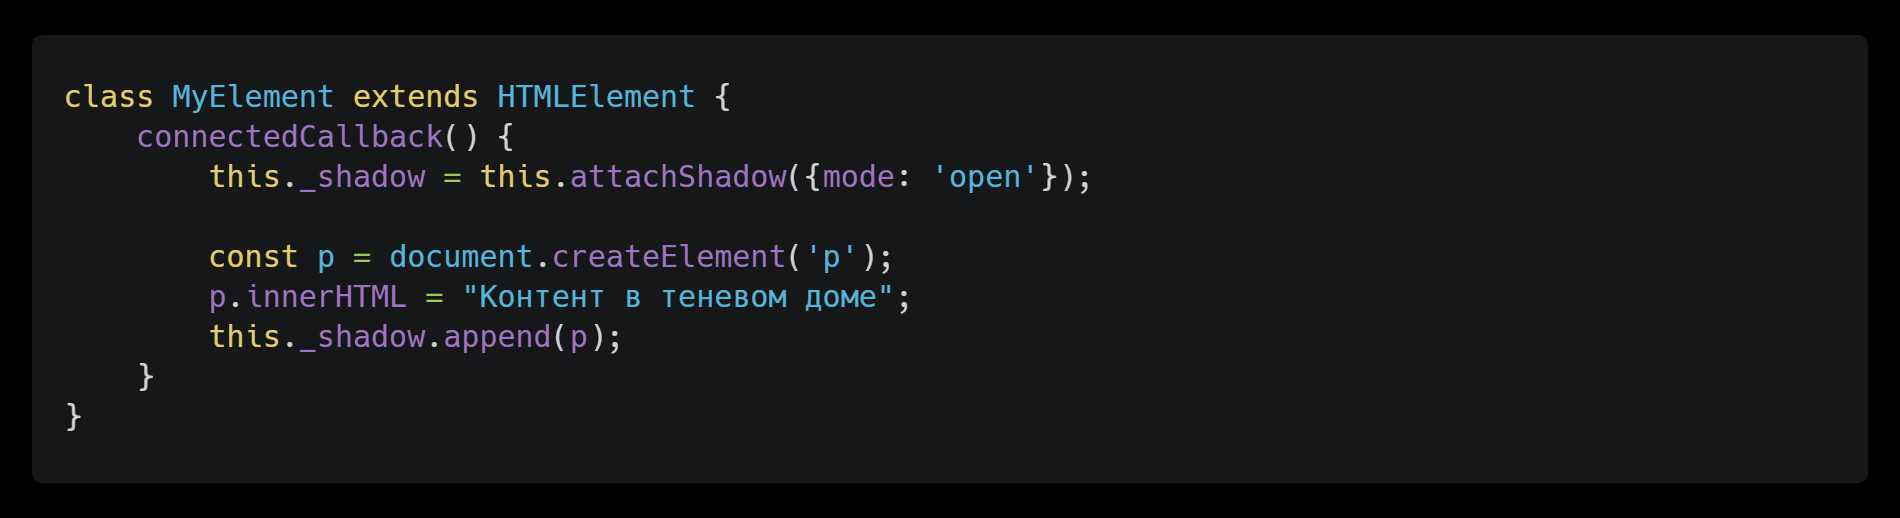 class MyElement extends HTMLElement {
    connectedCallback() {
        this._shadow = this.attachShadow({mode: 'open'});

        const p = document.createElement('p');
        p.innerHTML = "Контент в теневом доме";
        this._shadow.append(p);
    }
}